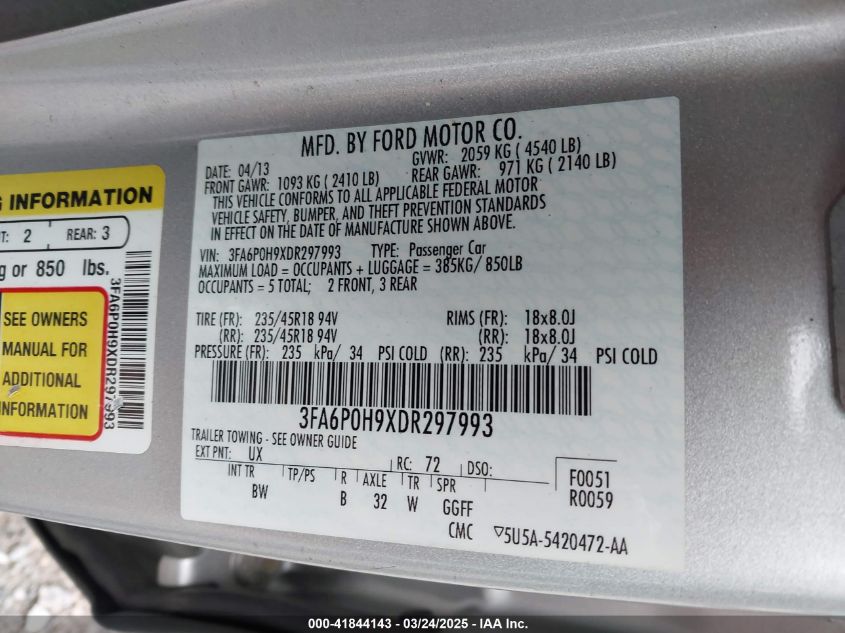 G INFORMATION
T: 2 REAR: 3
g or 850 lbs.
SEE OWNERS
MANUAL FOR
ADDITIONAL
INFORMATION
3FA6P0H9XDR297993
MFD. BY FORD MOTOR CO.
DATE: 04/13 GVWR: 2059 KG ( 4540 LB)
FRONT GAWR: 1093 KG ( 2410 LB) REAR GAWR: 971 KG ( 2140 LB)
THIS VEHICLE CONFORMS TO ALL APPLICABLE FEDERAL MOTOR
VEHICLE SAFETY, BUMPER, AND THEFT PREVENTION STANDARDS
IN EFFECT ON THE DATE OF MANUFACTURE SHOWN ABOVE.
VIN: 3FA6P0H9XDR297993 TYPE: Passenger Car
MAXIMUM LOAD = OCCUPANTS + LUGGAGE = 385KG/ 850LB
OCCUPANTS = 5 TOTAL; 2 FRONT, 3 REAR
TIRE (FR): 235/45R18 94V RIMS (FR): 18x8.0J
(RR): 235/45R18 94V (RR): 18x8.0J
PRESSURE (FR): 235 kPa/ 34 PSI COLD (RR): 235 kPa/ 34 PSI COLD
3FA6P0H9XDR297993
TRAILER TOWING - SEE OWNER GUIDE
EXT PNT: UX RC: 72 DSO:
INT TR TP/PS R AXLE TR SPR
BW B 32 W GGFF
F0051
R0059
CMC ▽5U5A-5420472-AA
000-41844143 - 03/24/2025 - IAA Inc.